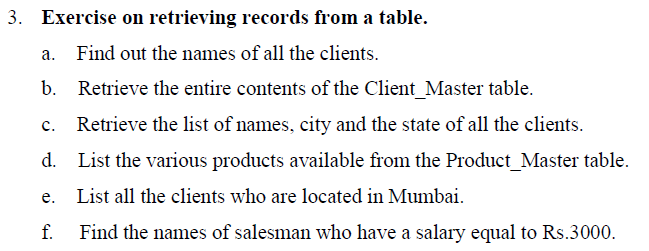 3. Exercise on retrieving records from a table.
a. Find out the names of all the clients.
b. Retrieve the entire contents of the Client_Master table.
c. Retrieve the list of names, city and the state of all the clients.
d. List the various products available from the Product_Master table.
e. List all the clients who are located in Mumbai.
f. Find the names of salesman who have a salary equal to Rs.3000.